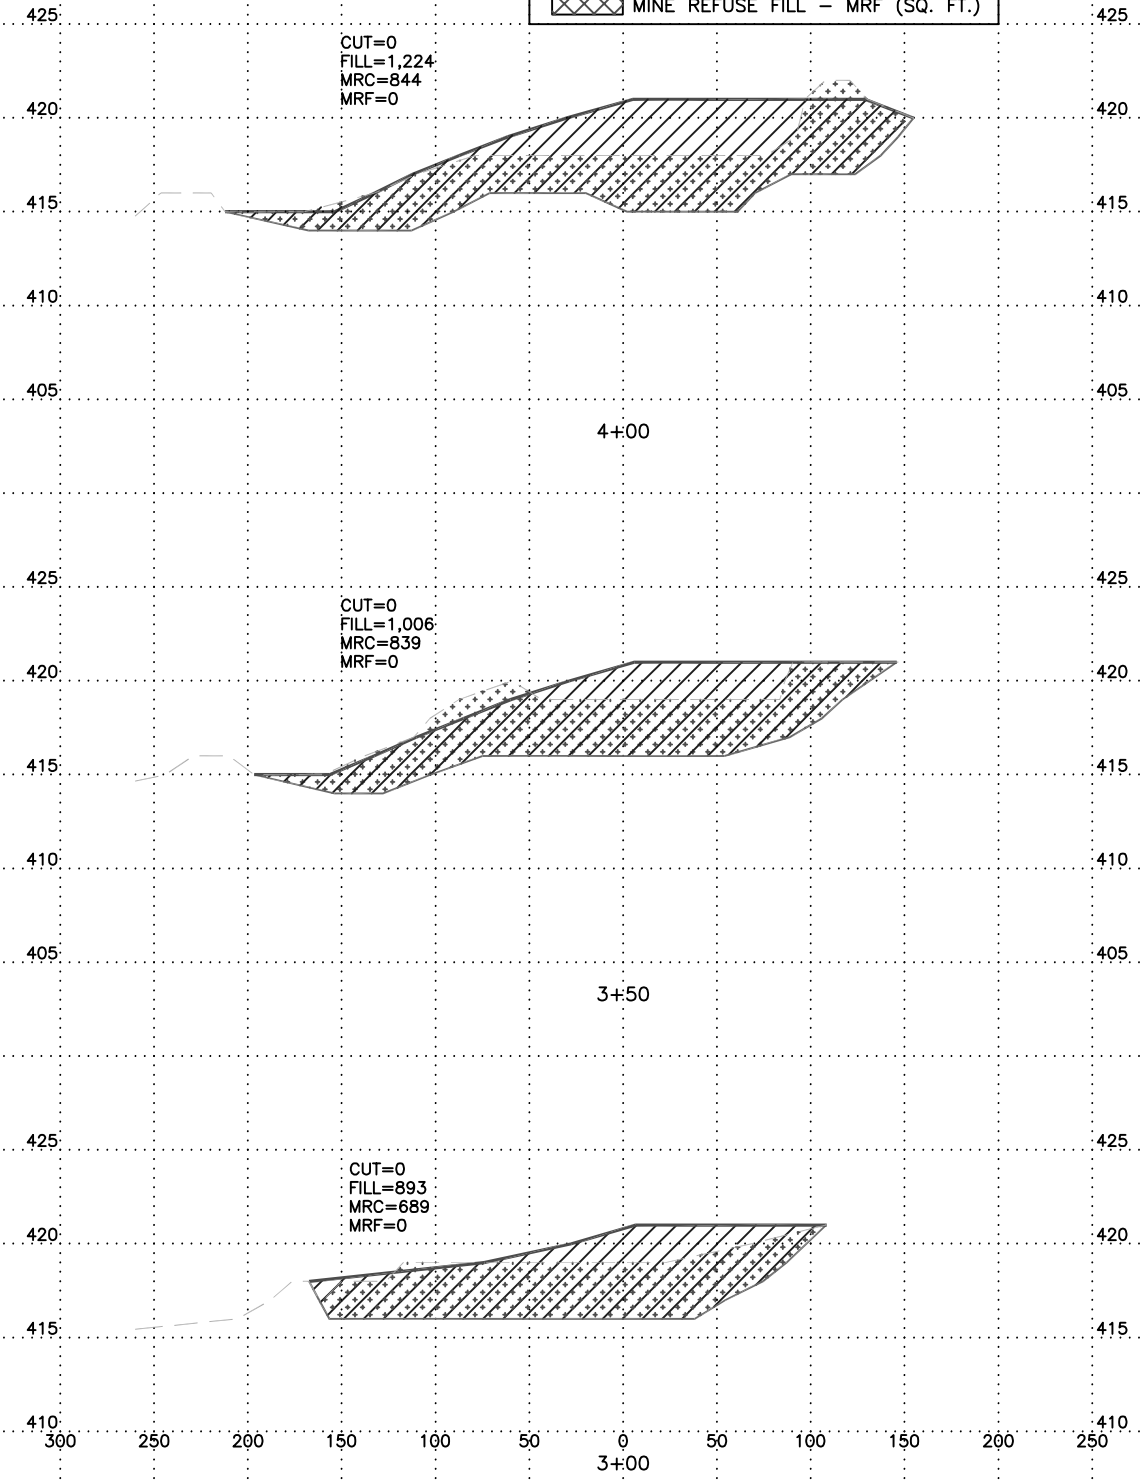 MINE REFUSE FILL – MRF (SQ. FT.)
425 425
CUT=0
FILL=1,224
MRC=844
MRF=0
420 420
415 415
410 410
405 405
4+00
425 425
CUT=0
FILL=1,006
MRC=839
MRF=0
420 420
415 415
410 410
405 405
3+50
425 425
CUT=0
FILL=893
MRC=689
MRF=0
420 420
415 415
410 410
300 250 200 150 100 50 0 50 100 150 200 250
3+00